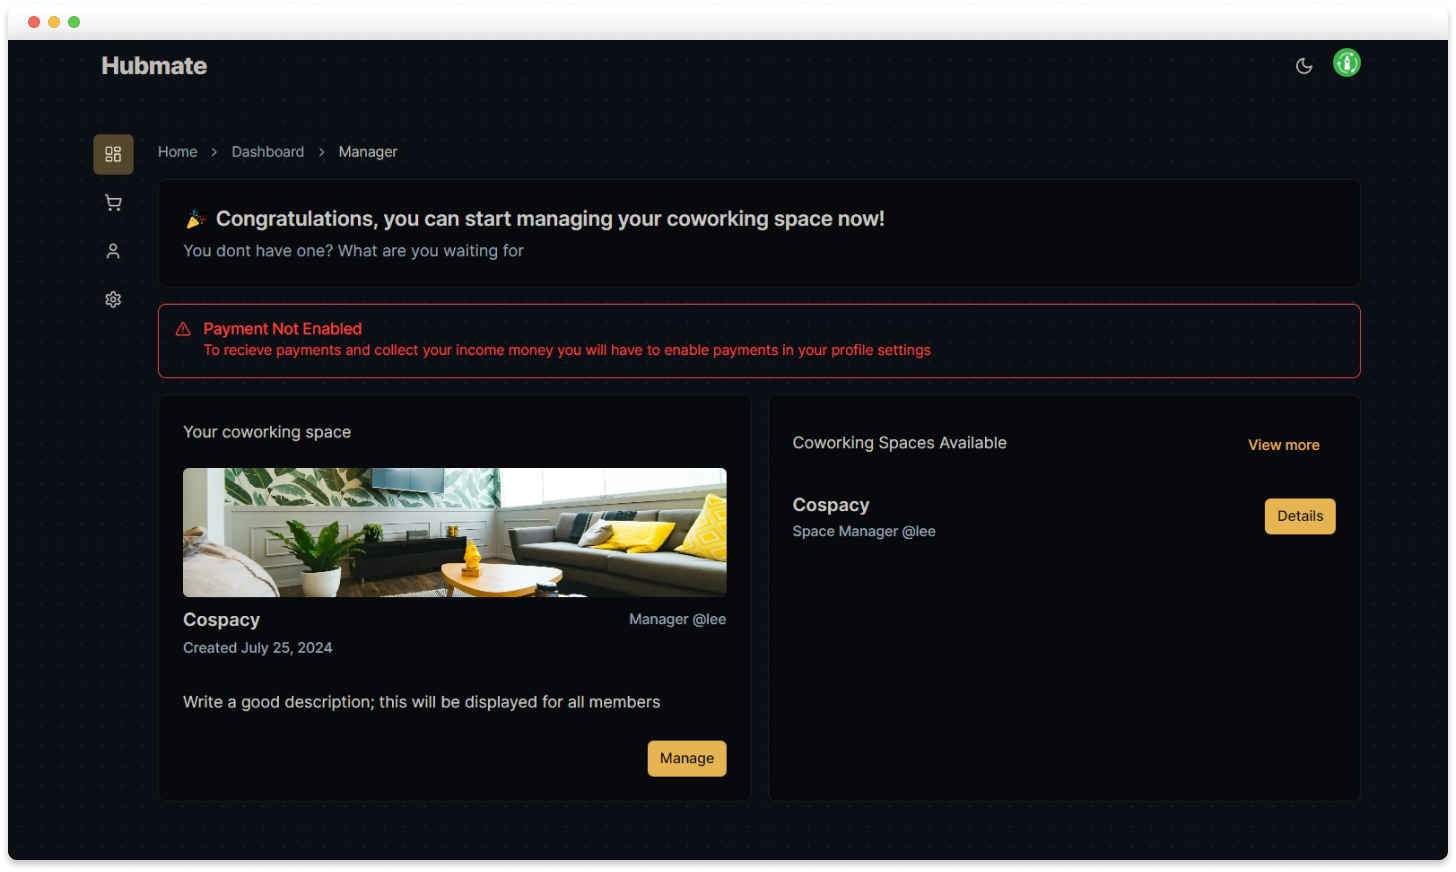 Hubmate
Home > Dashboard > Manager
🎉 Congratulations, you can start managing your coworking space now!
You dont have one? What are you waiting for
Payment Not Enabled
To recieve payments and collect your income money you will have to enable payments in your profile settings
Your coworking space
Cospacy
Manager @lee
Created July 25, 2024
Write a good description; this will be displayed for all members
Manage
Coworking Spaces Available
View more
Cospacy
Space Manager @lee
Details